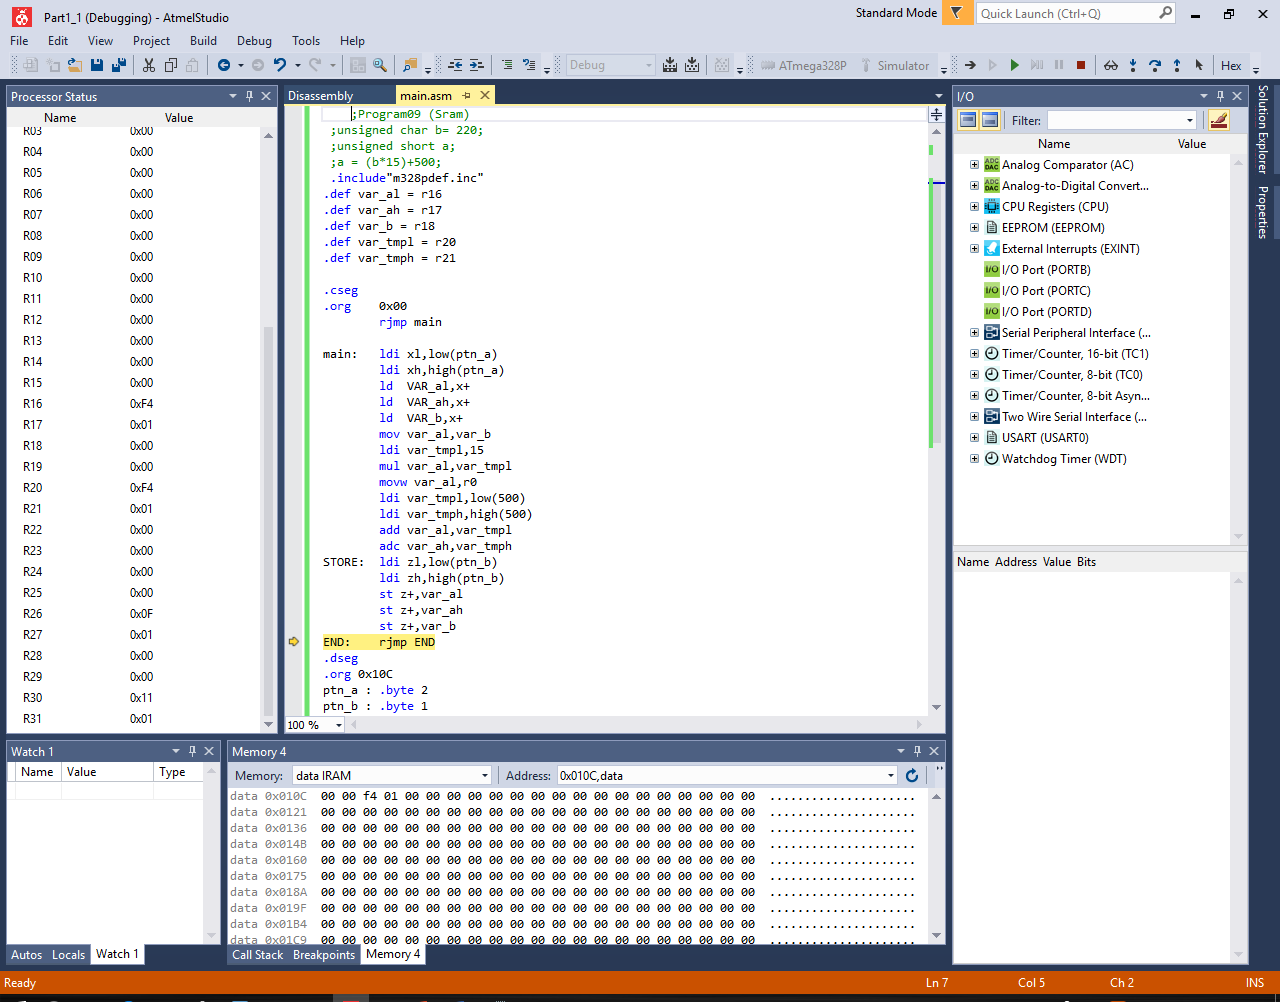 Part1_1 (Debugging) - AtmelStudio
Standard Mode
Quick Launch (Ctrl+Q)
File Edit View Project Build Debug Tools Help
Debug ATmega328P Simulator Hex
Processor Status
Name Value
R03 0x00
R04 0x00
R05 0x00
R06 0x00
R07 0x00
R08 0x00
R09 0x00
R10 0x00
R11 0x00
R12 0x00
R13 0x00
R14 0x00
R15 0x00
R16 0xF4
R17 0x01
R18 0x00
R19 0x00
R20 0xF4
R21 0x01
R22 0x00
R23 0x00
R24 0x00
R25 0x00
R26 0x0F
R27 0x01
R28 0x00
R29 0x00
R30 0x11
R31 0x01
Disassembly main.asm
;Program09 (Sram)
;unsigned char b= 220;
;unsigned short a;
;a = (b*15)+500;
.include"m328pdef.inc"
.def var_al = r16
.def var_ah = r17
.def var_b = r18
.def var_tmpl = r20
.def var_tmph = r21
.cseg
.org 0x00
rjmp main
main: ldi xl,low(ptn_a)
ldi xh,high(ptn_a)
ld VAR_al,x+
ld VAR_ah,x+
ld VAR_b,x+
mov var_al,var_b
ldi var_tmpl,15
mul var_al,var_tmpl
movw var_al,r0
ldi var_tmpl,low(500)
ldi var_tmph,high(500)
add var_al,var_tmpl
adc var_ah,var_tmph
STORE: ldi zl,low(ptn_b)
ldi zh,high(ptn_b)
st z+,var_al
st z+,var_ah
st z+,var_b
END: rjmp END
.dseg
.org 0x10C
ptn_a : .byte 2
ptn_b : .byte 1
100 %
I/O
Filter:
Name Value
ADC DAC Analog Comparator (AC)
ADC DAC Analog-to-Digital Convert...
CPU Registers (CPU)
EEPROM (EEPROM)
External Interrupts (EXINT)
I/O I/O Port (PORTB)
I/O I/O Port (PORTC)
I/O I/O Port (PORTD)
Serial Peripheral Interface (...
Timer/Counter, 16-bit (TC1)
Timer/Counter, 8-bit (TC0)
Timer/Counter, 8-bit Asyn...
Two Wire Serial Interface (...
USART (USART0)
Watchdog Timer (WDT)
Name Address Value Bits
Solution Explorer
Properties
Watch 1
Name Value Type
Autos Locals Watch 1
Memory 4
Memory: data IRAM Address: 0x010C,data
data 0x010C 00 00 f4 01 00 00 00 00 00 00 00 00 00 00 00 00 00 00 00 00 00 .....................
data 0x0121 00 00 00 00 00 00 00 00 00 00 00 00 00 00 00 00 00 00 00 00 00 .....................
data 0x0136 00 00 00 00 00 00 00 00 00 00 00 00 00 00 00 00 00 00 00 00 00 .....................
data 0x014B 00 00 00 00 00 00 00 00 00 00 00 00 00 00 00 00 00 00 00 00 00 .....................
data 0x0160 00 00 00 00 00 00 00 00 00 00 00 00 00 00 00 00 00 00 00 00 00 .....................
data 0x0175 00 00 00 00 00 00 00 00 00 00 00 00 00 00 00 00 00 00 00 00 00 .....................
data 0x018A 00 00 00 00 00 00 00 00 00 00 00 00 00 00 00 00 00 00 00 00 00 .....................
data 0x019F 00 00 00 00 00 00 00 00 00 00 00 00 00 00 00 00 00 00 00 00 00 .....................
data 0x01B4 00 00 00 00 00 00 00 00 00 00 00 00 00 00 00 00 00 00 00 00 00 .....................
data 0x01C9 00 00 00 00 00 00 00 00 00 00 00 00 00 00 00 00 00 00 00 00 00 .....................
Call Stack Breakpoints Memory 4
Ready Ln 7 Col 5 Ch 2 INS